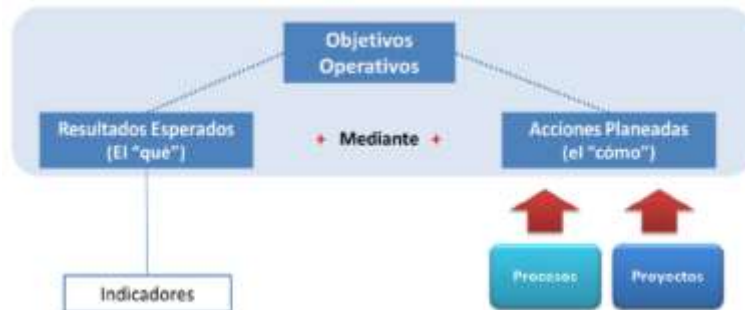 Objetivos
Operativos
Resultados Esperados
(El "qué")
+ Mediante +
Acciones Planeadas
(el "cómo")
Procesos
Proyectos
Indicadores